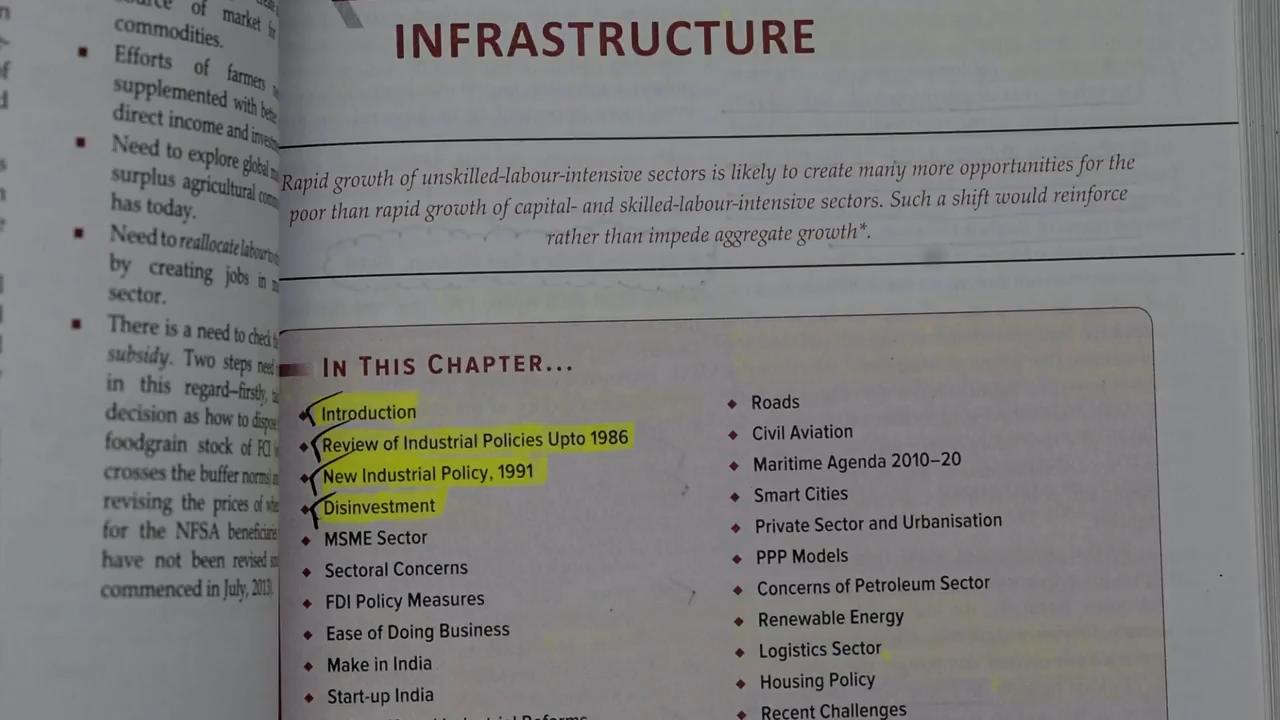 of market
commodities.
Efforts of farmers
supplemented with
direct income and
Need to explore global
surplus agricultural
has today.
Need to reallocate labour
by creating jobs in
sector.
There is a need to check
subsidy. Two steps need
in this regard–firstly,
decision as how to
foodgrain stock of FCI
crosses the buffer norms
revising the prices of
for the NFSA beneficiaries
have not been revised
commenced in July, 2013.
INFRASTRUCTURE
Rapid growth of unskilled-labour-intensive sectors is likely to create many more opportunities for the
poor than rapid growth of capital- and skilled-labour-intensive sectors. Such a shift would reinforce
rather than impede aggregate growth*.
IN THIS CHAPTER...
Introduction
Review of Industrial Policies Upto 1986
New Industrial Policy, 1991
Disinvestment
MSME Sector
Sectoral Concerns
FDI Policy Measures
Ease of Doing Business
Make in India
Start-up India
Roads
Civil Aviation
Maritime Agenda 2010–20
Smart Cities
Private Sector and Urbanisation
PPP Models
Concerns of Petroleum Sector
Renewable Energy
Logistics Sector
Housing Policy
Recent Challenges